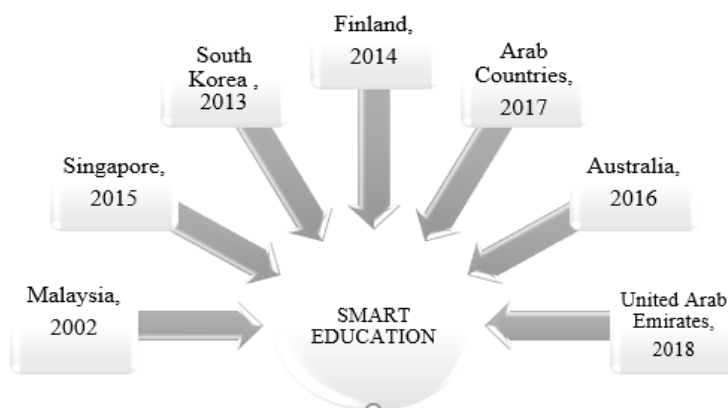 Finland,
2014
South
Korea ,
2013
Arab
Countries,
2017
Singapore,
2015
Australia,
2016
Malaysia,
2002
SMART
EDUCATION
United Arab
Emirates,
2018